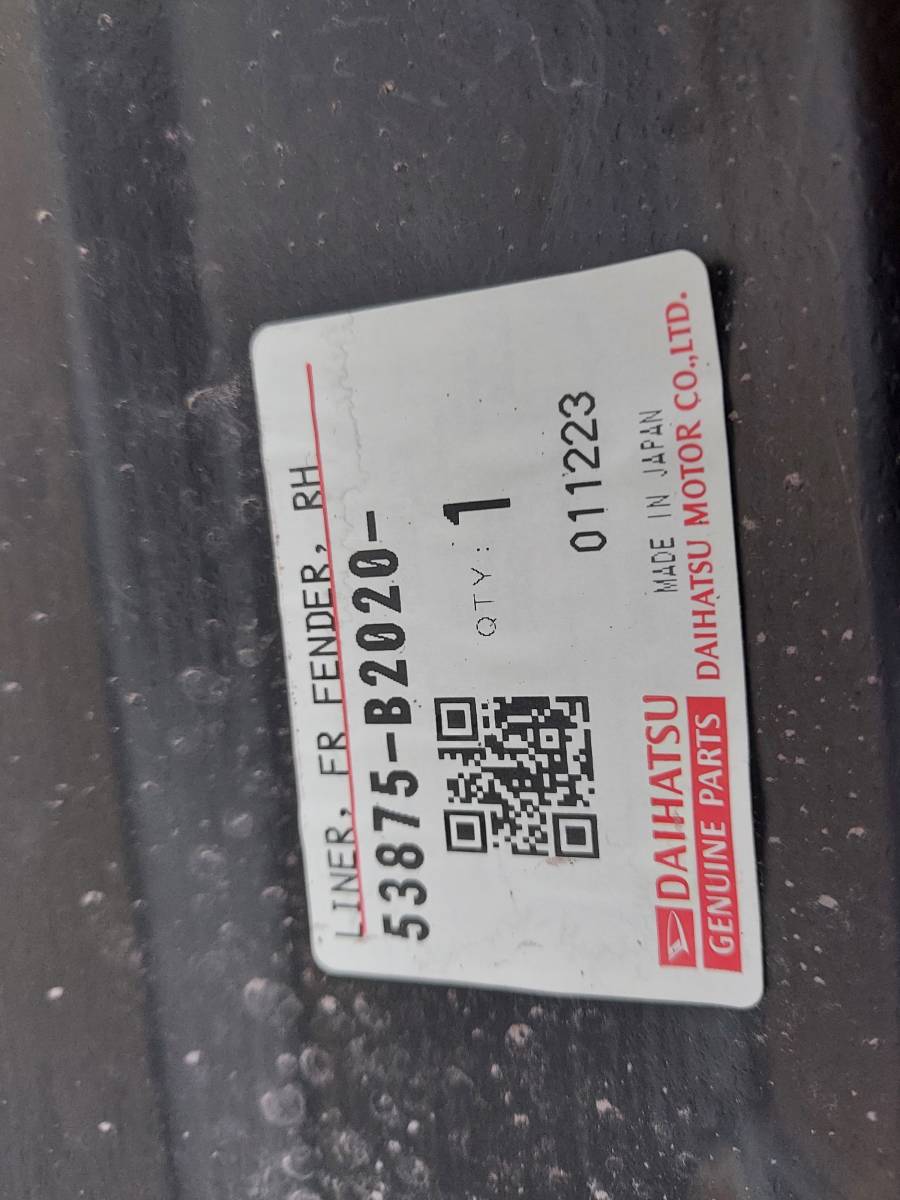 LINER, FR FENDER, RH
53875-B2020-
QTY: 1
011223
MADE IN JAPAN
DAIHATSU
GENUINE PARTS
DAIHATSU MOTOR CO.,LTD.